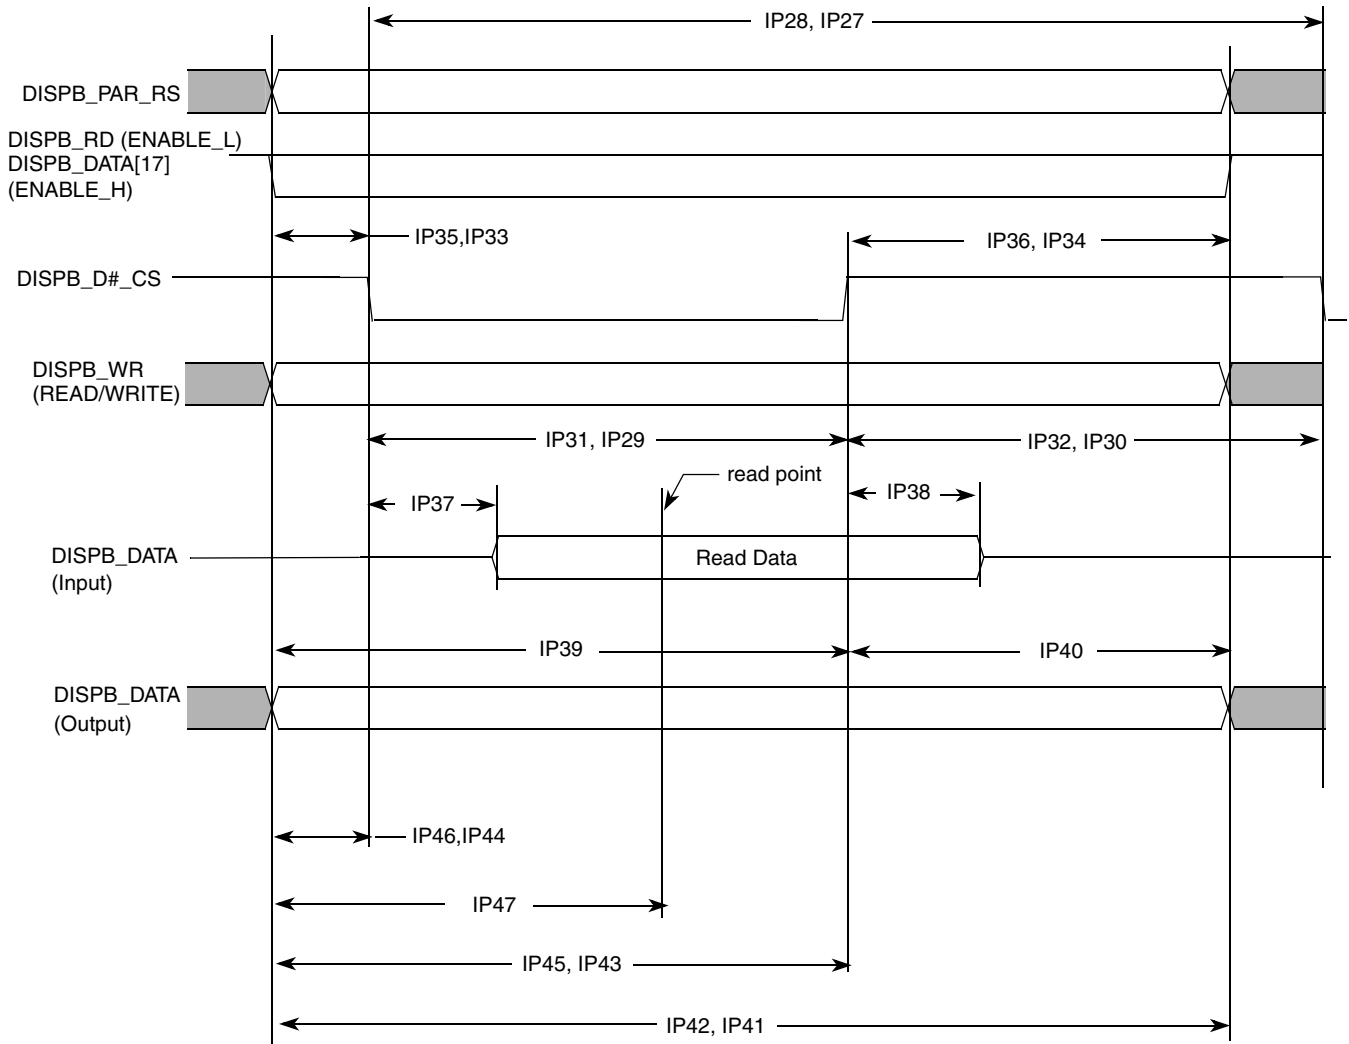 IP28, IP27
DISPB_PAR_RS
DISPB_RD (ENABLE_L)
DISPB_DATA[17]
(ENABLE_H)
IP35,IP33
IP36, IP34
DISPB_D#_CS
DISPB_WR
(READ/WRITE)
IP31, IP29
IP32, IP30
read point
IP37
IP38
DISPB_DATA
(Input)
Read Data
IP39
IP40
DISPB_DATA
(Output)
IP46,IP44
IP47
IP45, IP43
IP42, IP41